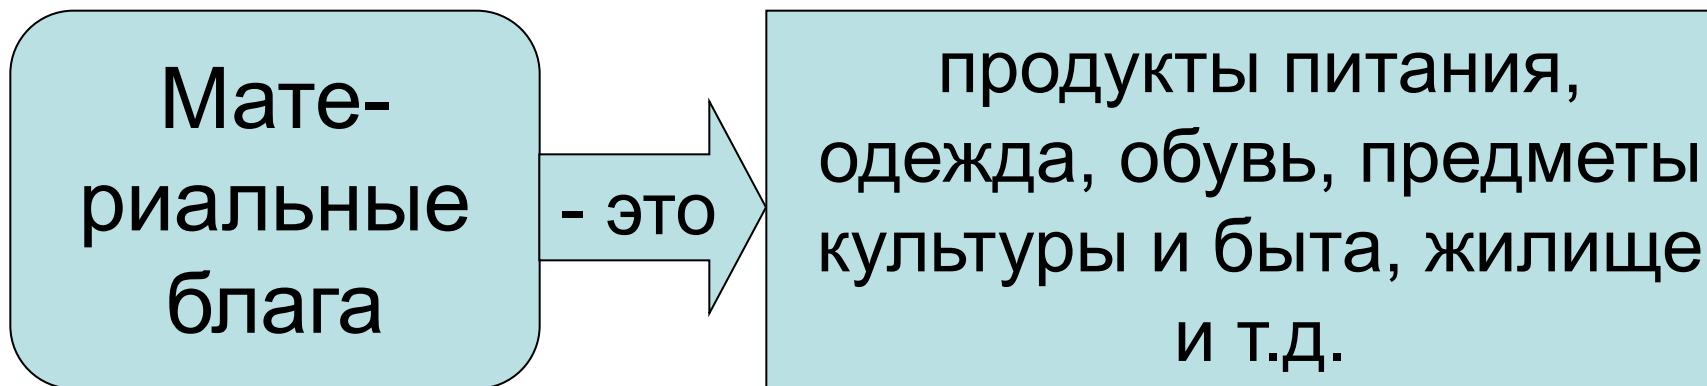 Мате-
риальные
блага
- это
продукты питания,
одежда, обувь, предметы
культуры и быта, жилище
и т.д.